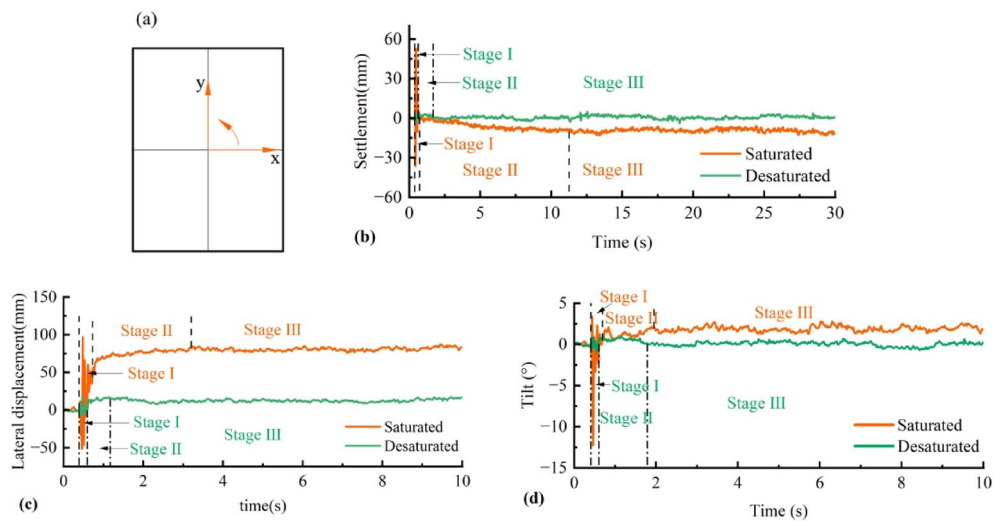 (a)
y
x
Settlement(mm)
60
30
0
−30
−60
Stage I
Stage II
Stage III
Stage I
Stage II
Stage III
Saturated
Desaturated
0
5
10
15
20
25
30
Time (s)
(b)
Lateral displacement(mm)
150
100
50
0
−50
Stage II
Stage III
Stage I
Stage I
Stage II
Stage III
Saturated
Desaturated
0
2
4
6
8
10
time(s)
(c)
Tilt (°)
5
0
−5
−10
−15
Stage I
Stage II
Stage III
Stage I
Stage II
Stage III
Saturated
Desaturated
0
2
4
6
8
10
Time (s)
(d)